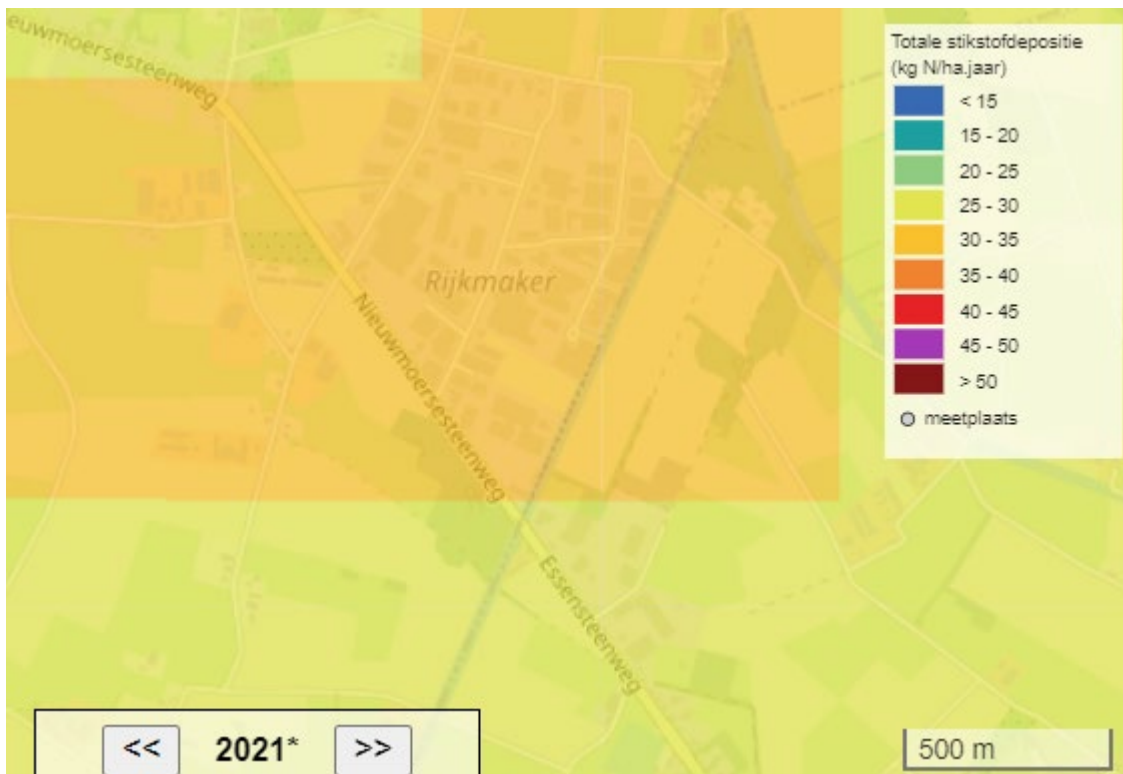 euwmoersesteenweg
Totale stikstofdepositie
(kg N/ha.jaar)
< 15
15 - 20
20 - 25
25 - 30
30 - 35
35 - 40
40 - 45
45 - 50
> 50
meetplaats
Rijkmaker
Nieuwmoersesteenweg
Essensteenweg
<< 2021* >>
500 m